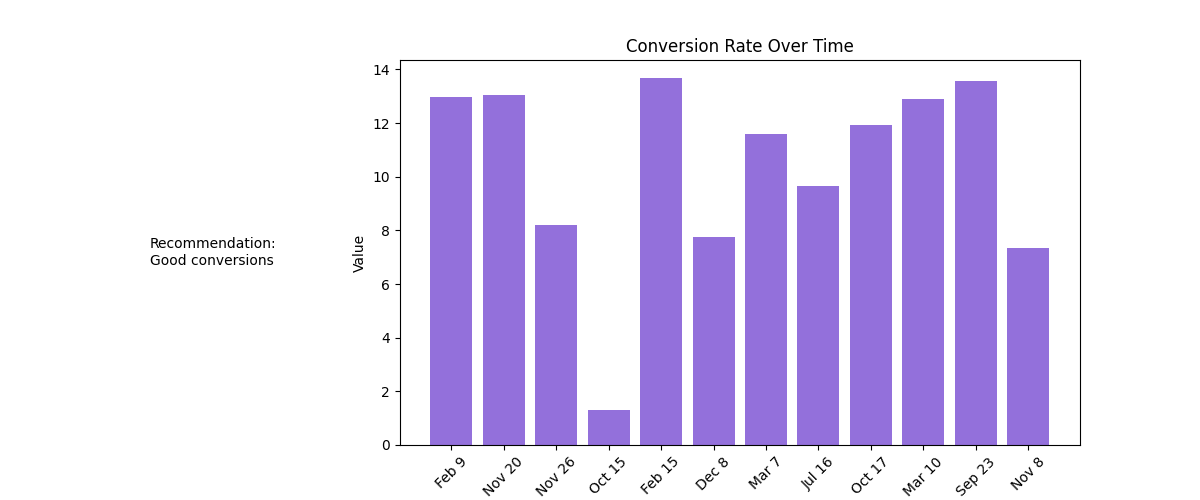 Conversion Rate Over Time
Recommendation:
Good conversions
Value
14
12
10
8
6
4
2
0
Feb 9
Nov 20
Nov 26
Oct 15
Feb 15
Dec 8
Mar 7
Jul 16
Oct 17
Mar 10
Sep 23
Nov 8